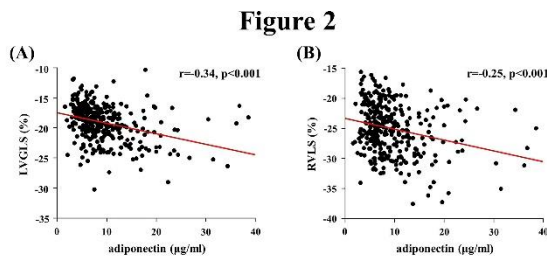 Figure 2
(A)
r=-0.34, p<0.001
LVGLS (%)
-10
-15
-20
-25
-30
-35
0
10
20
30
40
adiponectin (μg/ml)
(B)
r=-0.25, p<0.001
RVLS (%)
-15
-20
-25
-30
-35
-40
0
10
20
30
40
adiponectin (μg/ml)